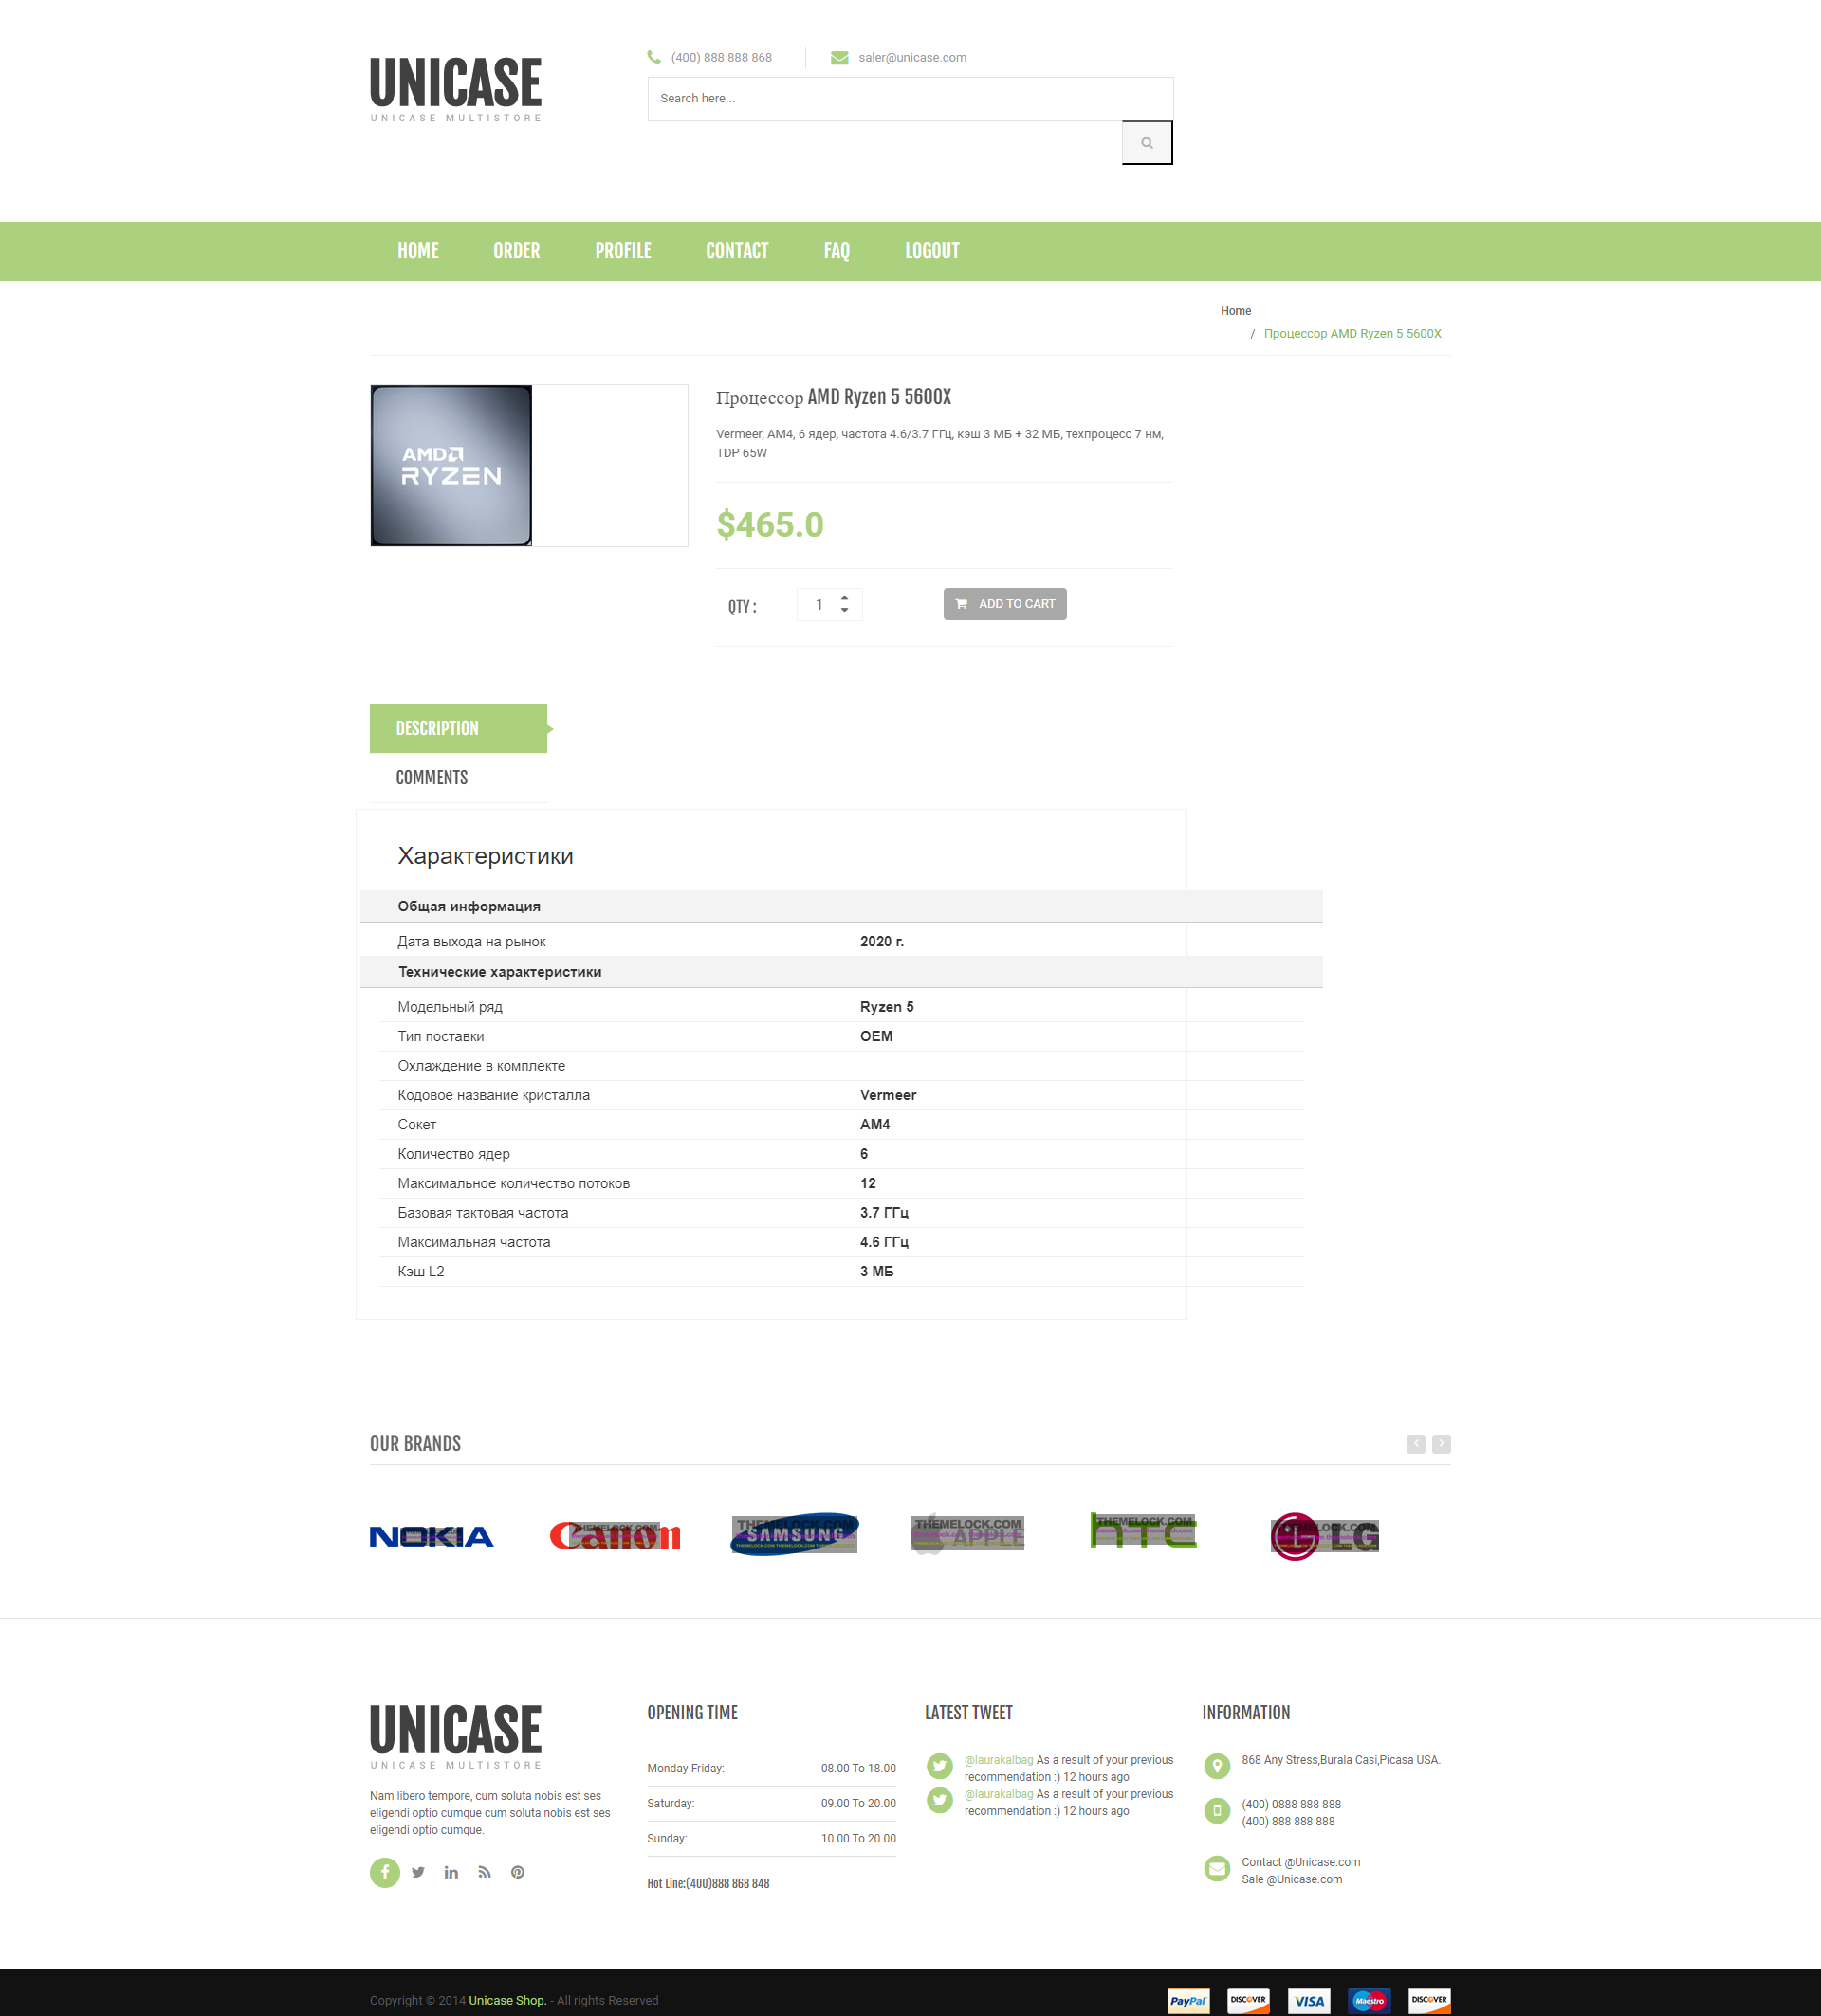 UNICASE
UNICASE MULTISTORE
(400) 888 888 868
saler@unicase.com
Search here...
HOME ORDER PROFILE CONTACT FAQ LOGOUT
Home
/ Процессор AMD Ryzen 5 5600X
AMD
RYZEN
Процессор AMD Ryzen 5 5600X
Vermeer, AM4, 6 ядер, частота 4.6/3.7 ГГц, кэш 3 МБ + 32 МБ, техпроцесс 7 нм,
TDP 65W
$465.0
QTY : 1 ADD TO CART
DESCRIPTION
COMMENTS
Характеристики
Общая информация
Дата выхода на рынок 2020 г.
Технические характеристики
Модельный ряд Ryzen 5
Тип поставки OEM
Охлаждение в комплекте
Кодовое название кристалла Vermeer
Сокет AM4
Количество ядер 6
Максимальное количество потоков 12
Базовая тактовая частота 3.7 ГГц
Максимальная частота 4.6 ГГц
Кэш L2 3 МБ
OUR BRANDS
NOKIA
Canon
THEMELOCK.COM
SAMSUNG
THEMELOCK.COM
APPLE
THEMELOCK.COM
hTC
THEMELOCK.COM
LG
THEMELOCK.COM
UNICASE
UNICASE MULTISTORE
Nam libero tempore, cum soluta nobis est ses
eligendi optio cumque cum soluta nobis est ses
eligendi optio cumque.
OPENING TIME
Monday-Friday: 08.00 To 18.00
Saturday: 09.00 To 20.00
Sunday: 10.00 To 20.00
Hot Line:(400)888 868 848
LATEST TWEET
@laurakalbag As a result of your previous
recommendation :) 12 hours ago
@laurakalbag As a result of your previous
recommendation :) 12 hours ago
INFORMATION
868 Any Stress,Burala Casi,Picasa USA.
(400) 0888 888 888
(400) 888 888 888
Contact @Unicase.com
Sale @Unicase.com
Copyright © 2014 Unicase Shop. - All rights Reserved
PayPal
DISCOVER
VISA
Maestro
DISCOVER